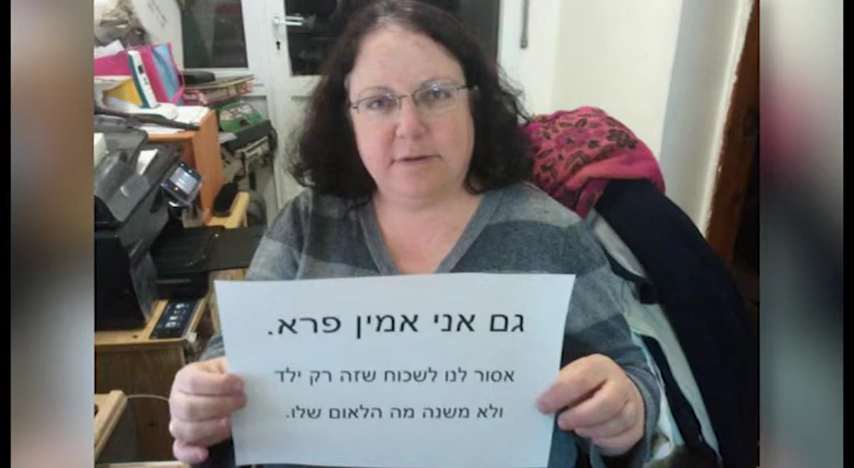 גם אני אמין פרא.
אסור לנו לשכוח שזה רק ילד
ולא משנה מה הלאום שלו.